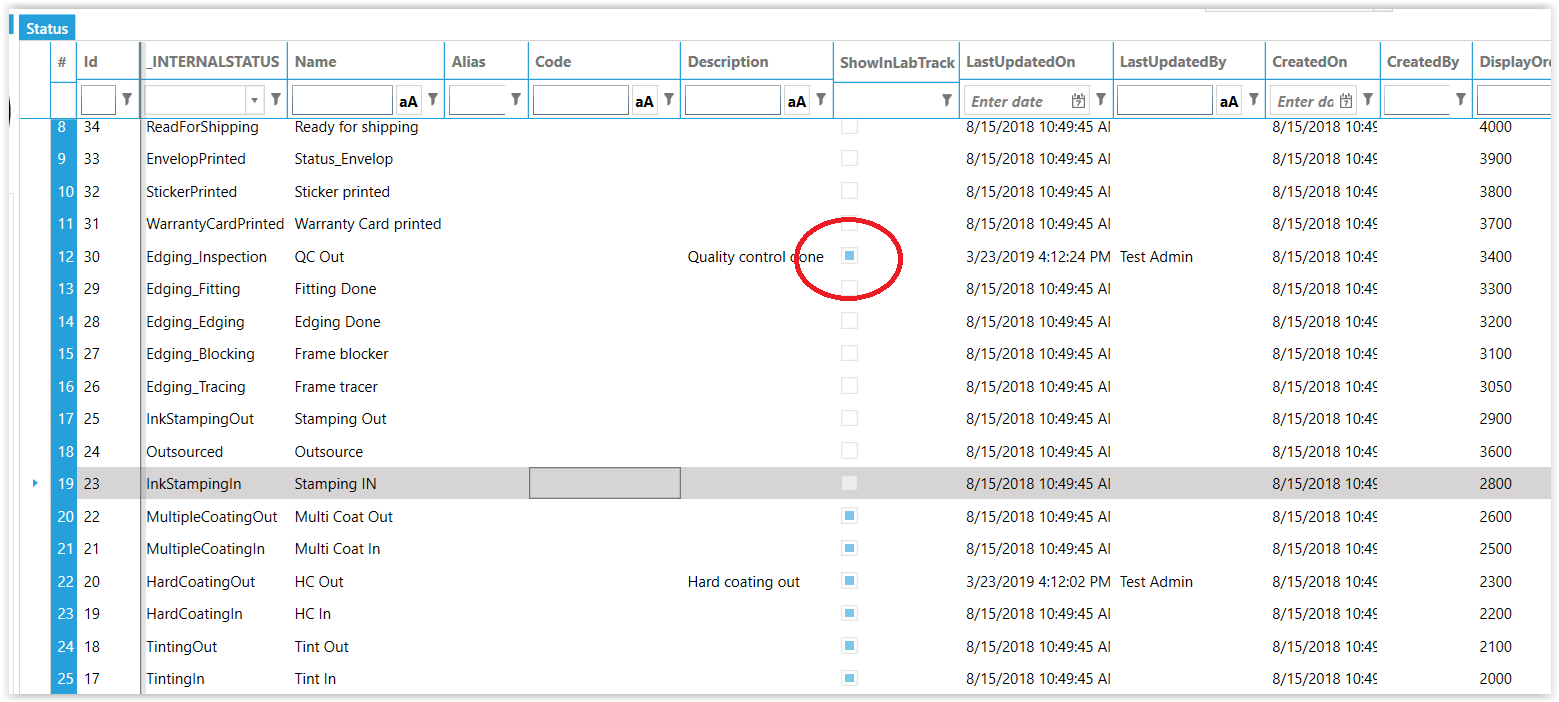 Status
# Id _INTERNALSTATUS Name Alias Code Description ShowInLabTrack LastUpdatedOn LastUpdatedBy CreatedOn CreatedBy DisplayOr
aA aA aA Enter date aA Enter da
8 34 ReadForShipping Ready for shipping 8/15/2018 10:49:45 A 8/15/2018 10:49 4000
9 33 EnvelopPrinted Status_Envelop 8/15/2018 10:49:45 A 8/15/2018 10:49 3900
10 32 StickerPrinted Sticker printed 8/15/2018 10:49:45 A 8/15/2018 10:49 3800
11 31 WarrantyCardPrinted Warranty Card printed 8/15/2018 10:49:45 A 8/15/2018 10:49 3700
12 30 Edging_Inspection QC Out Quality control done 3/23/2019 4:12:24 PM Test Admin 8/15/2018 10:49 3400
13 29 Edging_Fitting Fitting Done 8/15/2018 10:49:45 A 8/15/2018 10:49 3300
14 28 Edging_Edging Edging Done 8/15/2018 10:49:45 A 8/15/2018 10:49 3200
15 27 Edging_Blocking Frame blocker 8/15/2018 10:49:45 A 8/15/2018 10:49 3100
16 26 Edging_Tracing Frame tracer 8/15/2018 10:49:45 A 8/15/2018 10:49 3050
17 25 InkStampingOut Stamping Out 8/15/2018 10:49:45 A 8/15/2018 10:49 2900
18 24 Outsourced Outsource 8/15/2018 10:49:45 A 8/15/2018 10:49 3600
19 23 InkStampingIn Stamping IN 8/15/2018 10:49:45 A 8/15/2018 10:49 2800
20 22 MultipleCoatingOut Multi Coat Out 8/15/2018 10:49:45 A 8/15/2018 10:49 2600
21 21 MultipleCoatingIn Multi Coat In 8/15/2018 10:49:45 A 8/15/2018 10:49 2500
22 20 HardCoatingOut HC Out Hard coating out 3/23/2019 4:12:02 PM Test Admin 8/15/2018 10:49 2300
23 19 HardCoatingIn HC In 8/15/2018 10:49:45 A 8/15/2018 10:49 2200
24 18 TintingOut Tint Out 8/15/2018 10:49:45 A 8/15/2018 10:49 2100
25 17 TintingIn Tint In 8/15/2018 10:49:45 A 8/15/2018 10:49 2000